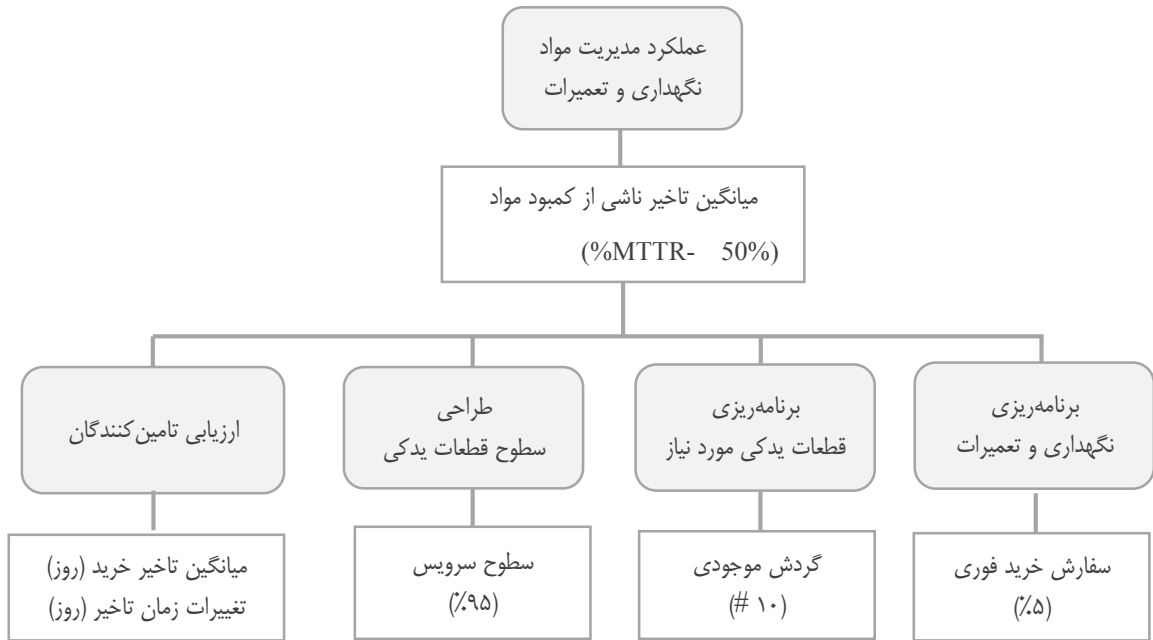 عملکرد مدیریت مواد
نگهداری و تعمیرات
میانگین تاخیر ناشی از کمبود مواد
(%MTTR- 50%)
برنامه‌ریزی
نگهداری و تعمیرات
برنامه‌ریزی
قطعات یدکی مورد نیاز
طراحی
سطوح قطعات یدکی
ارزیابی تامین‌کنندگان
سفارش خرید فوری
(٪۵)
گردش موجودی
(# ۱۰)
سطوح سرویس
(٪۹۵)
میانگین تاخیر خرید (روز)
تغییرات زمان تاخیر (روز)